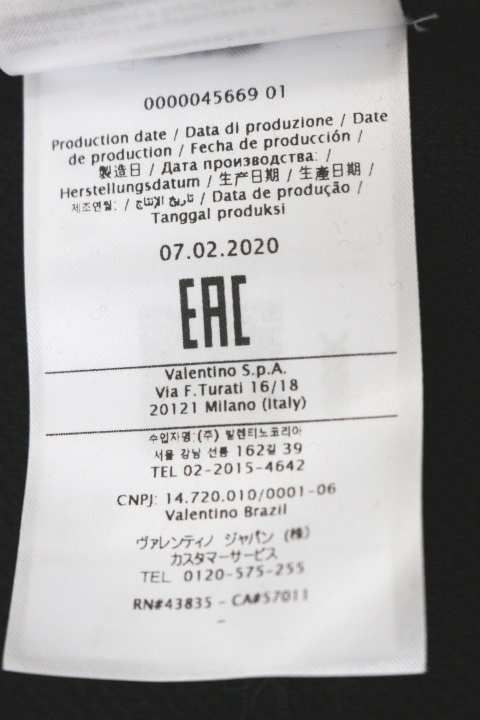 0000045669 01
Production date / Data di produzione / Date
de production / Fecha de producción /
製造日 / Дата производства: /
Herstellungsdatum / 生产日期 / 生產日期 /
제조연월: / تاريخ الإنتاج / Data de produção /
Tanggal produksi
07.02.2020
EAC
Valentino S.p.A.
Via F.Turati 16/18
20121 Milano (Italy)
수입자명:(주) 발렌티노코리아
서울 강남 선릉 162길 39
TEL 02-2015-4642
CNPJ: 14.720.010/0001-06
Valentino Brazil
ヴァレンティノ ジャパン (株)
カスタマーサービス
TEL 0120-575-255
RN#43835 - CA#57011